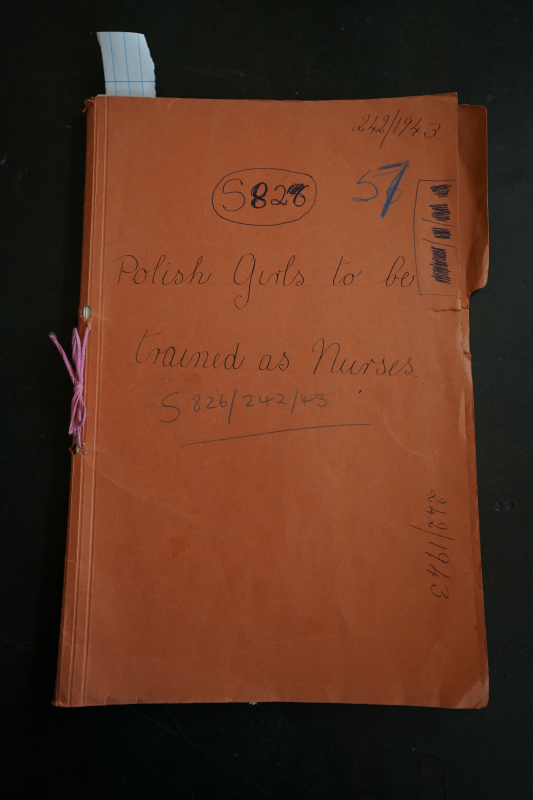 242/1943
S826
57
Polish Girls to be
trained as Nurses
S 826/242/43
242/1943